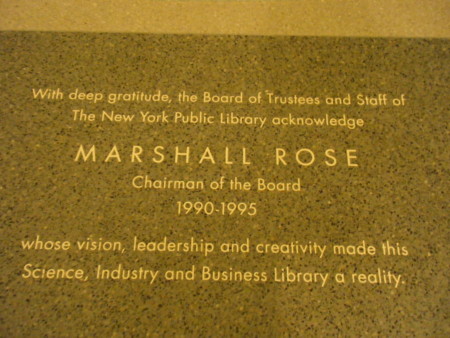 With deep gratitude, the Board of Trustees and Staff of
The New York Public Library acknowledge
MARSHALL ROSE
Chairman of the Board
1990-1995
whose vision, leadership and creativity made this
Science, Industry and Business Library a reality.